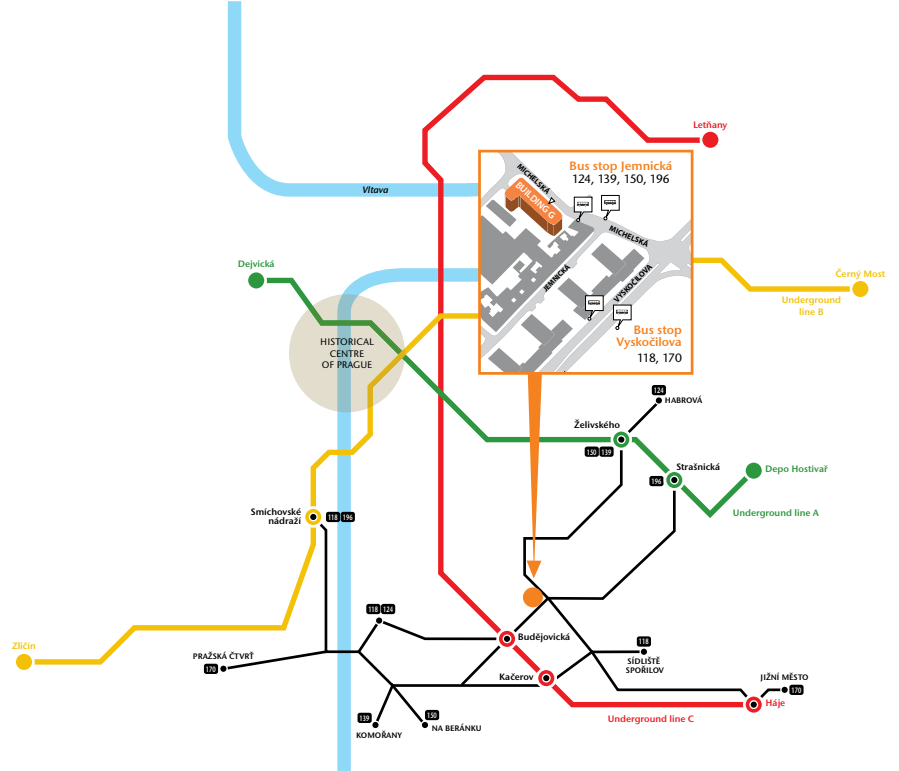 Letňany
Bus stop Jemnická
124, 139, 150, 196
MICHELSKÁ
BUILDING G
Vltava
MICHELSKÁ
Dejvická
JEMNICKÁ
VYSKOČILOVA
Černý Most
Underground
line B
Bus stop
Vyskočilova
118, 170
HISTORICAL
CENTRE
OF PRAGUE
124
HABROVÁ
Želivského
150 139
Strašnická
196
Depo Hostivař
Underground line A
Smíchovské
nádraží
118 196
118 124
Budějovická
118
SÍDLIŠTĚ
SPOŘILOV
Zličín
PRAŽSKÁ ČTVRŤ
170
Kačerov
JIŽNÍ MĚSTO
170
Háje
139
KOMOŘANY
150
NA BERÁNKU
Underground line C